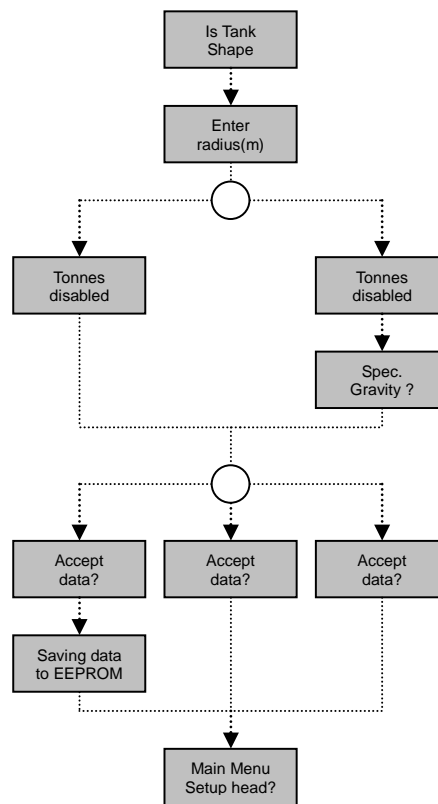 Is Tank
Shape
Enter
radius(m)
Tonnes
disabled
Tonnes
disabled
Spec.
Gravity ?
Accept
data?
Accept
data?
Accept
data?
Saving data
to EEPROM
Main Menu
Setup head?